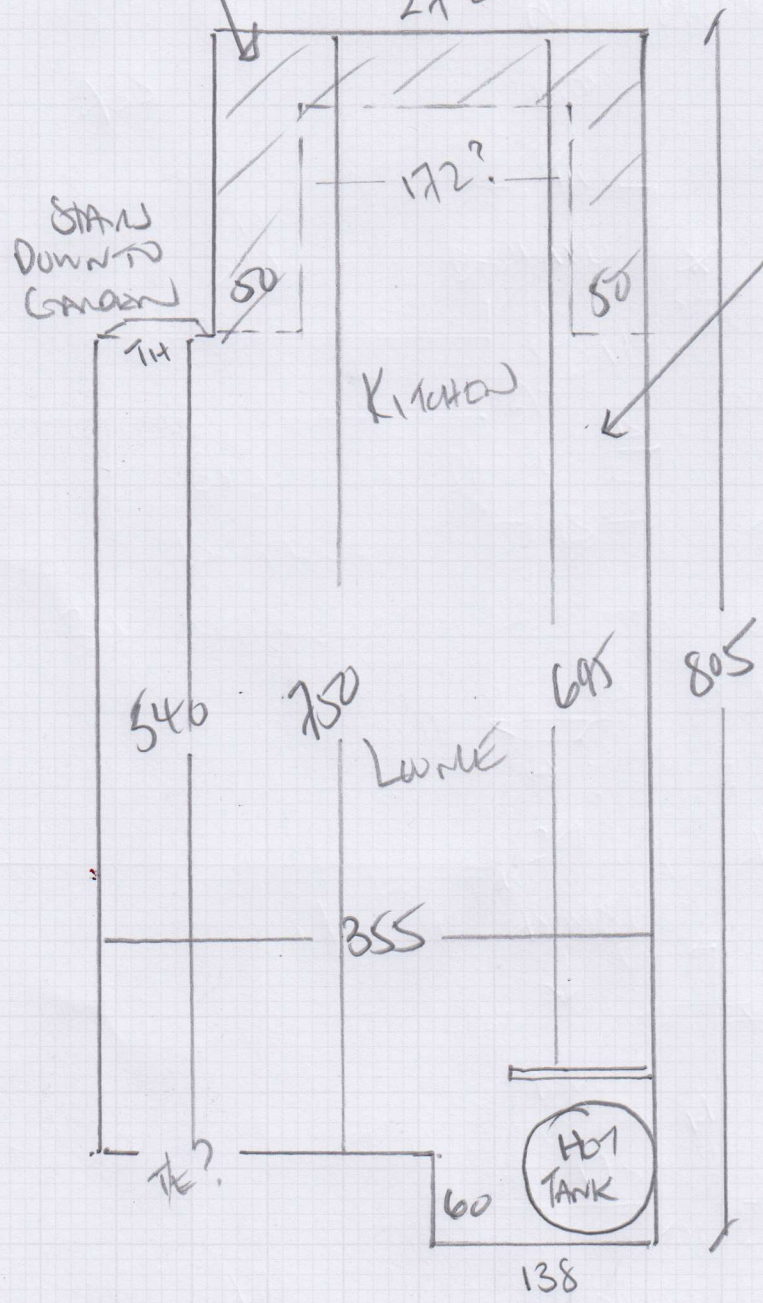 172?
STAIRS
DOWN TO
GARDEN
50
50
TH
KITCHEN
540
750
695
805
LOUNGE
355
HOT
TANK
60
138